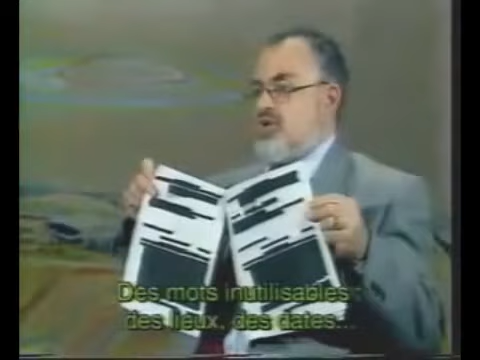 Des mots inutilisables :
des lieux, des dates...